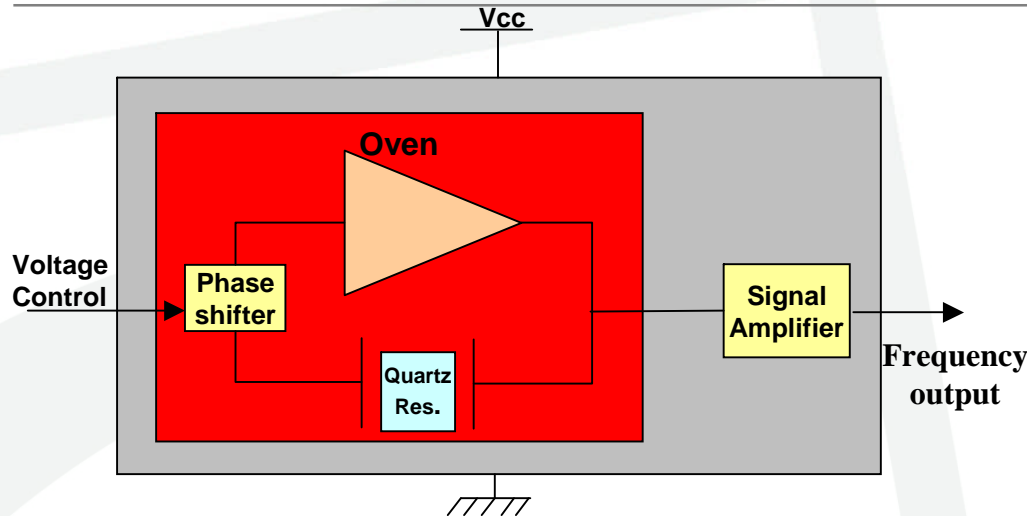 Vcc
Oven
Voltage
Control
Phase
shifter
Quartz
Res.
Signal
Amplifier
Frequency
output